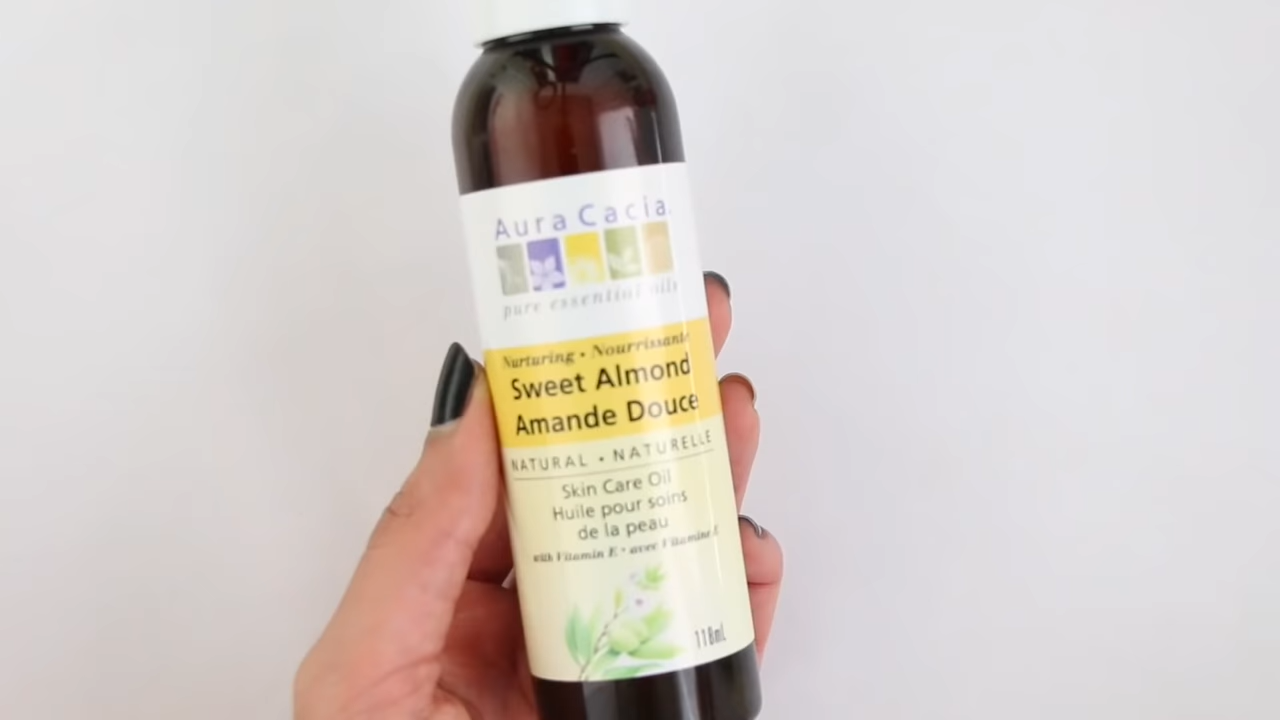 Aura Cacia
pure essential oils
Nurturing • Nourrissante
Sweet Almond
Amande Douce
NATURAL • NATURELLE
Skin Care Oil
Huile pour soins
de la peau
with Vitamin E • avec Vitamine E
118mL